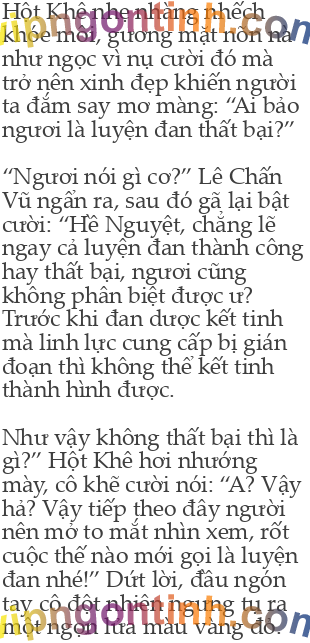 Hột Khê nhẹ nhàng nhếch
khóe môi, gương mặt nõn nà
như ngọc vì nụ cười đó mà
trở nên xinh đẹp khiến người
ta đắm say mơ màng: “Ai bảo
ngươi là luyện đan thất bại?”

“Ngươi nói gì cơ?” Lê Chấn
Vũ ngẩn ra, sau đó gã lại bật
cười: “Hề Nguyệt, chẳng lẽ
ngay cả luyện đan thành công
hay thất bại, ngươi cũng
không phân biệt được ư?
Trước khi đan dược kết tinh
mà linh lực cung cấp bị gián
đoạn thì không thể kết tinh
thành hình được.

Như vậy không thất bại thì là
gì?” Hột Khê hơi nhướng
mày, cô khẽ cười nói: “A? Vậy
hả? Vậy tiếp theo đây ngươi
nên mở to mắt nhìn xem, rốt
cuộc thế nào mới gọi là luyện
đan nhé!” Dứt lời, đầu ngón
tay cô đột nhiên ngưng tụ ra
một ngọn lửa màu vàng đỏ.
vipngontinh.com
vipngontinh.com